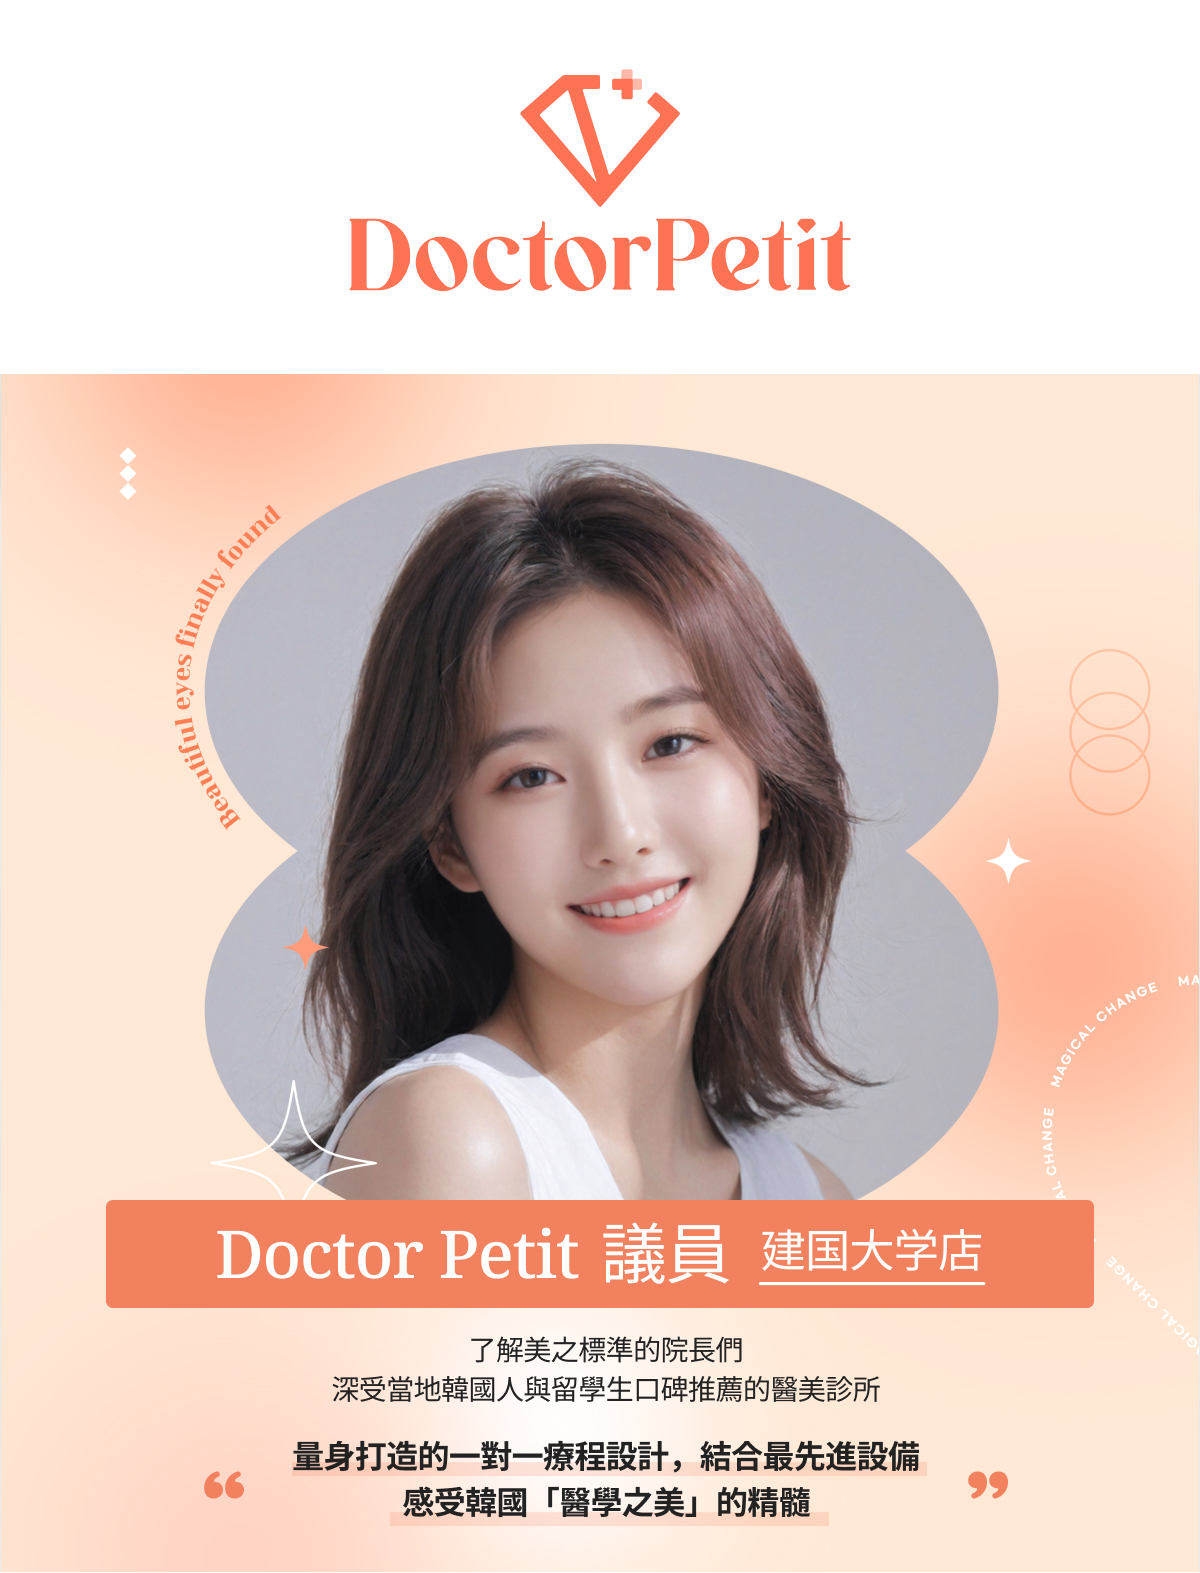 DoctorPetit
Beautiful eyes finally found
MAGICAL CHANGE
MAGICAL CHANGE
Doctor Petit 議員 建国大学店
了解美之標準的院長們
深受當地韓國人與留學生口碑推薦的醫美診所
“量身打造的一對一療程設計，結合最先進設備
感受韓國「醫學之美」的精髓”